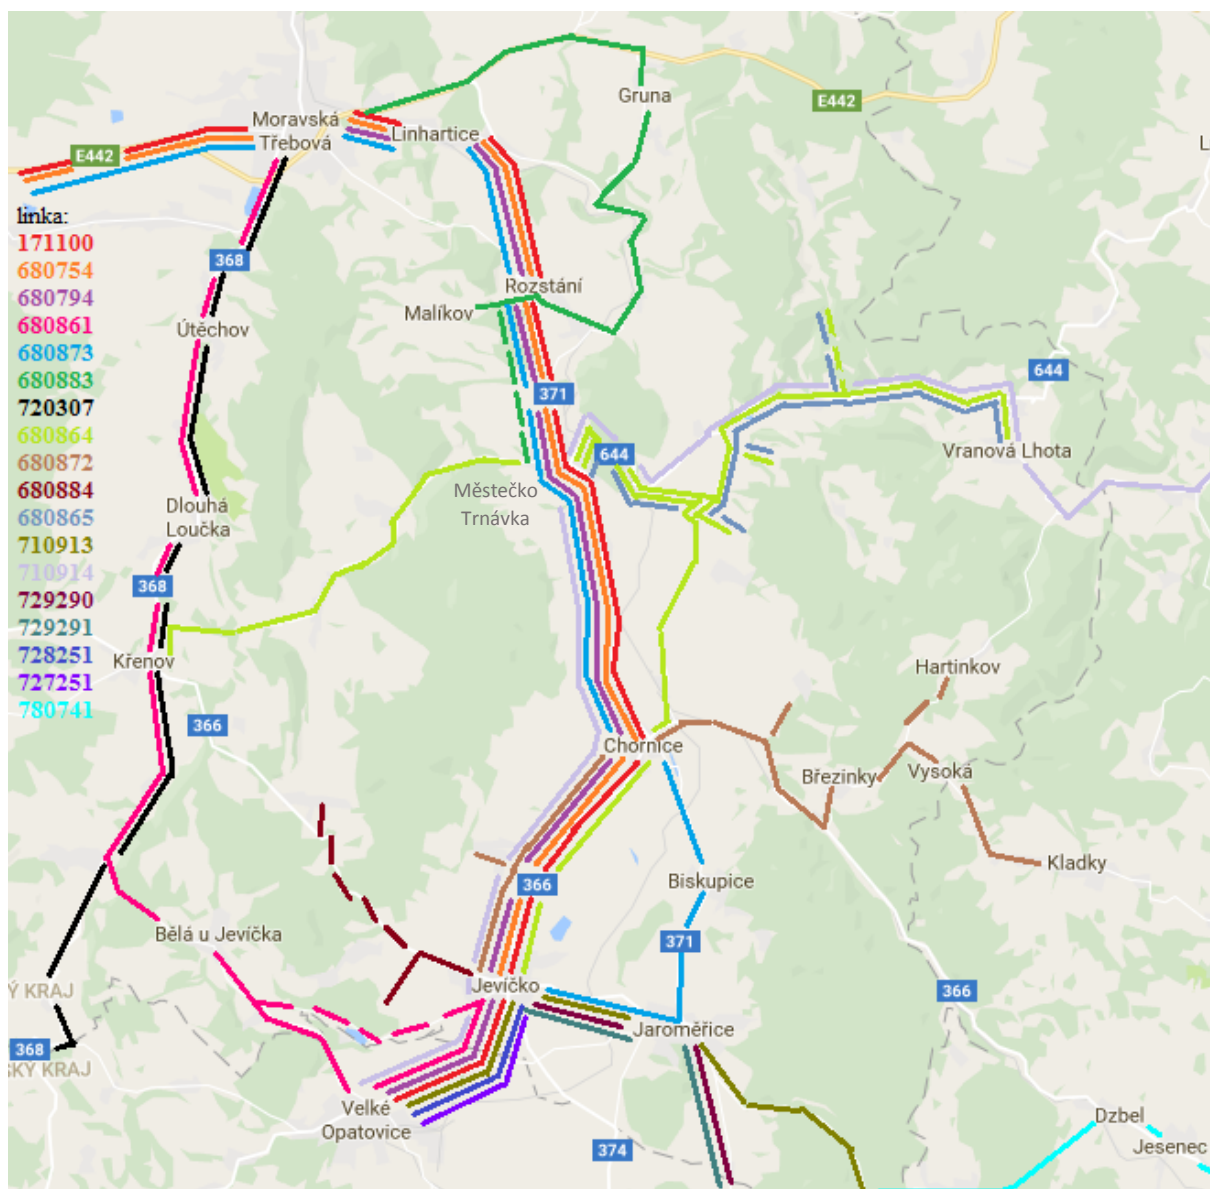 Gruna
E442
Moravská
Třebová
Linhartice
E442
L
linka:
171100
680754
680794
680861
680873
680883
720307
680864
680872
680884
680865
710913
710914
729290
729291
728251
727251
780741
368
Rozstání
Malíkov
Útěchov
644
371
Vranová Lhota
644
Městečko
Trnávka
Dlouhá
Loučka
368
Křenov
Hartinkov
366
Chornice
Březinky
Vysoká
Kladky
Biskupice
366
Bělá u Jevíčka
371
Jevíčko
Ý KRAJ
366
Jaroměřice
368
SKÝ KRAJ
Velké
Opatovice
Dzbel
374
Jesenec